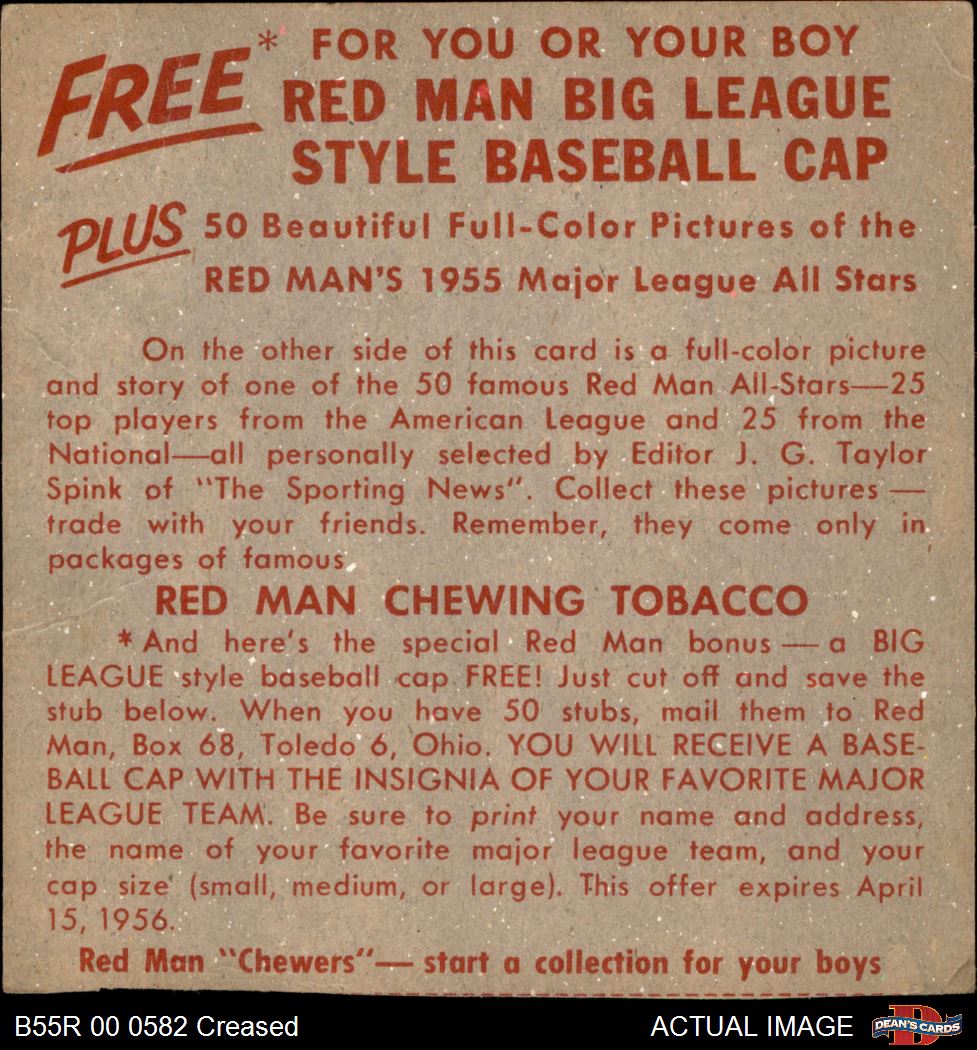 FREE* FOR YOU OR YOUR BOY
RED MAN BIG LEAGUE
STYLE BASEBALL CAP
PLUS 50 Beautiful Full-Color Pictures of the
RED MAN'S 1955 Major League All Stars
On the other side of this card is a full-color picture
and story of one of the 50 famous Red Man All-Stars—25
top players from the American League and 25 from the
National—all personally selected by Editor J. G. Taylor
Spink of "The Sporting News". Collect these pictures —
trade with your friends. Remember, they come only in
packages of famous
RED MAN CHEWING TOBACCO
* And here's the special Red Man bonus — a BIG
LEAGUE style baseball cap FREE! Just cut off and save the
stub below. When you have 50 stubs, mail them to Red
Man, Box 68, Toledo 6, Ohio. YOU WILL RECEIVE A BASE-
BALL CAP WITH THE INSIGNIA OF YOUR FAVORITE MAJOR
LEAGUE TEAM. Be sure to print your name and address,
the name of your favorite major league team, and your
cap size (small, medium, or large). This offer expires April
15, 1956.
Red Man "Chewers"— start a collection for your boys
B55R 00 0582 Creased
ACTUAL IMAGE
DEAN'S CARDS